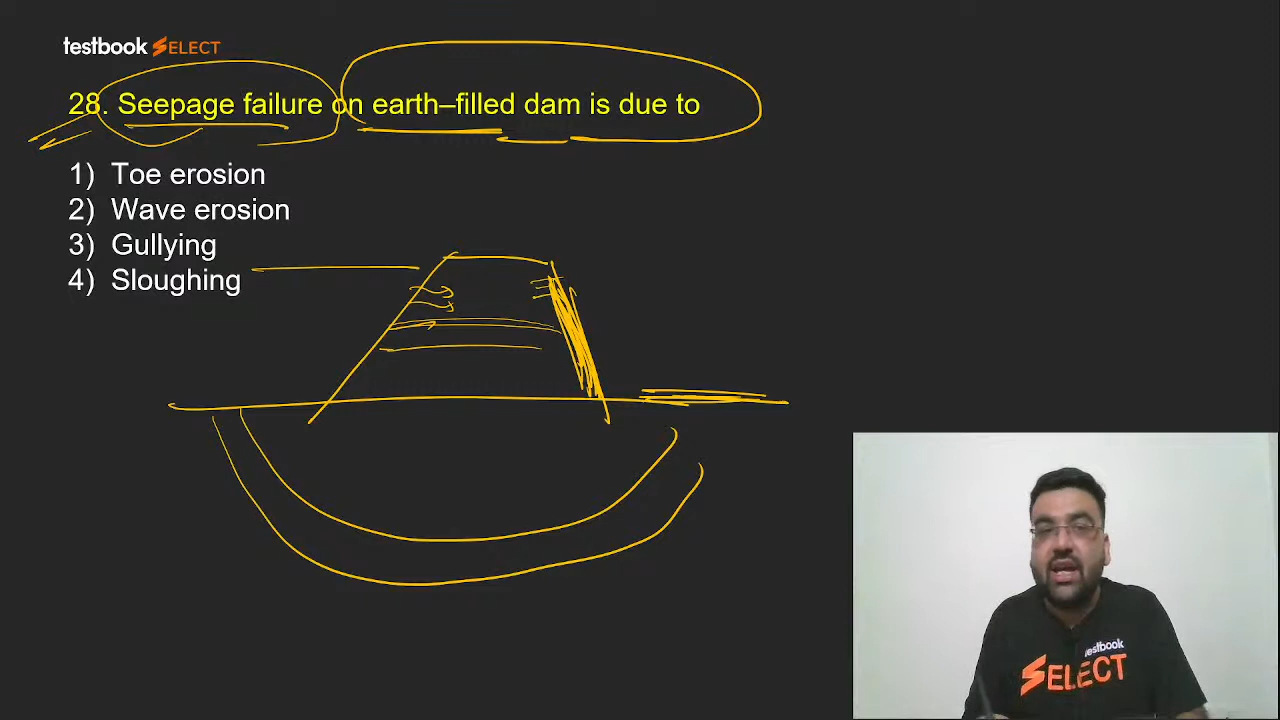 testbook SELECT
28. Seepage failure on earth–filled dam is due to
1) Toe erosion
2) Wave erosion
3) Gullying
4) Sloughing
testbook
SELECT